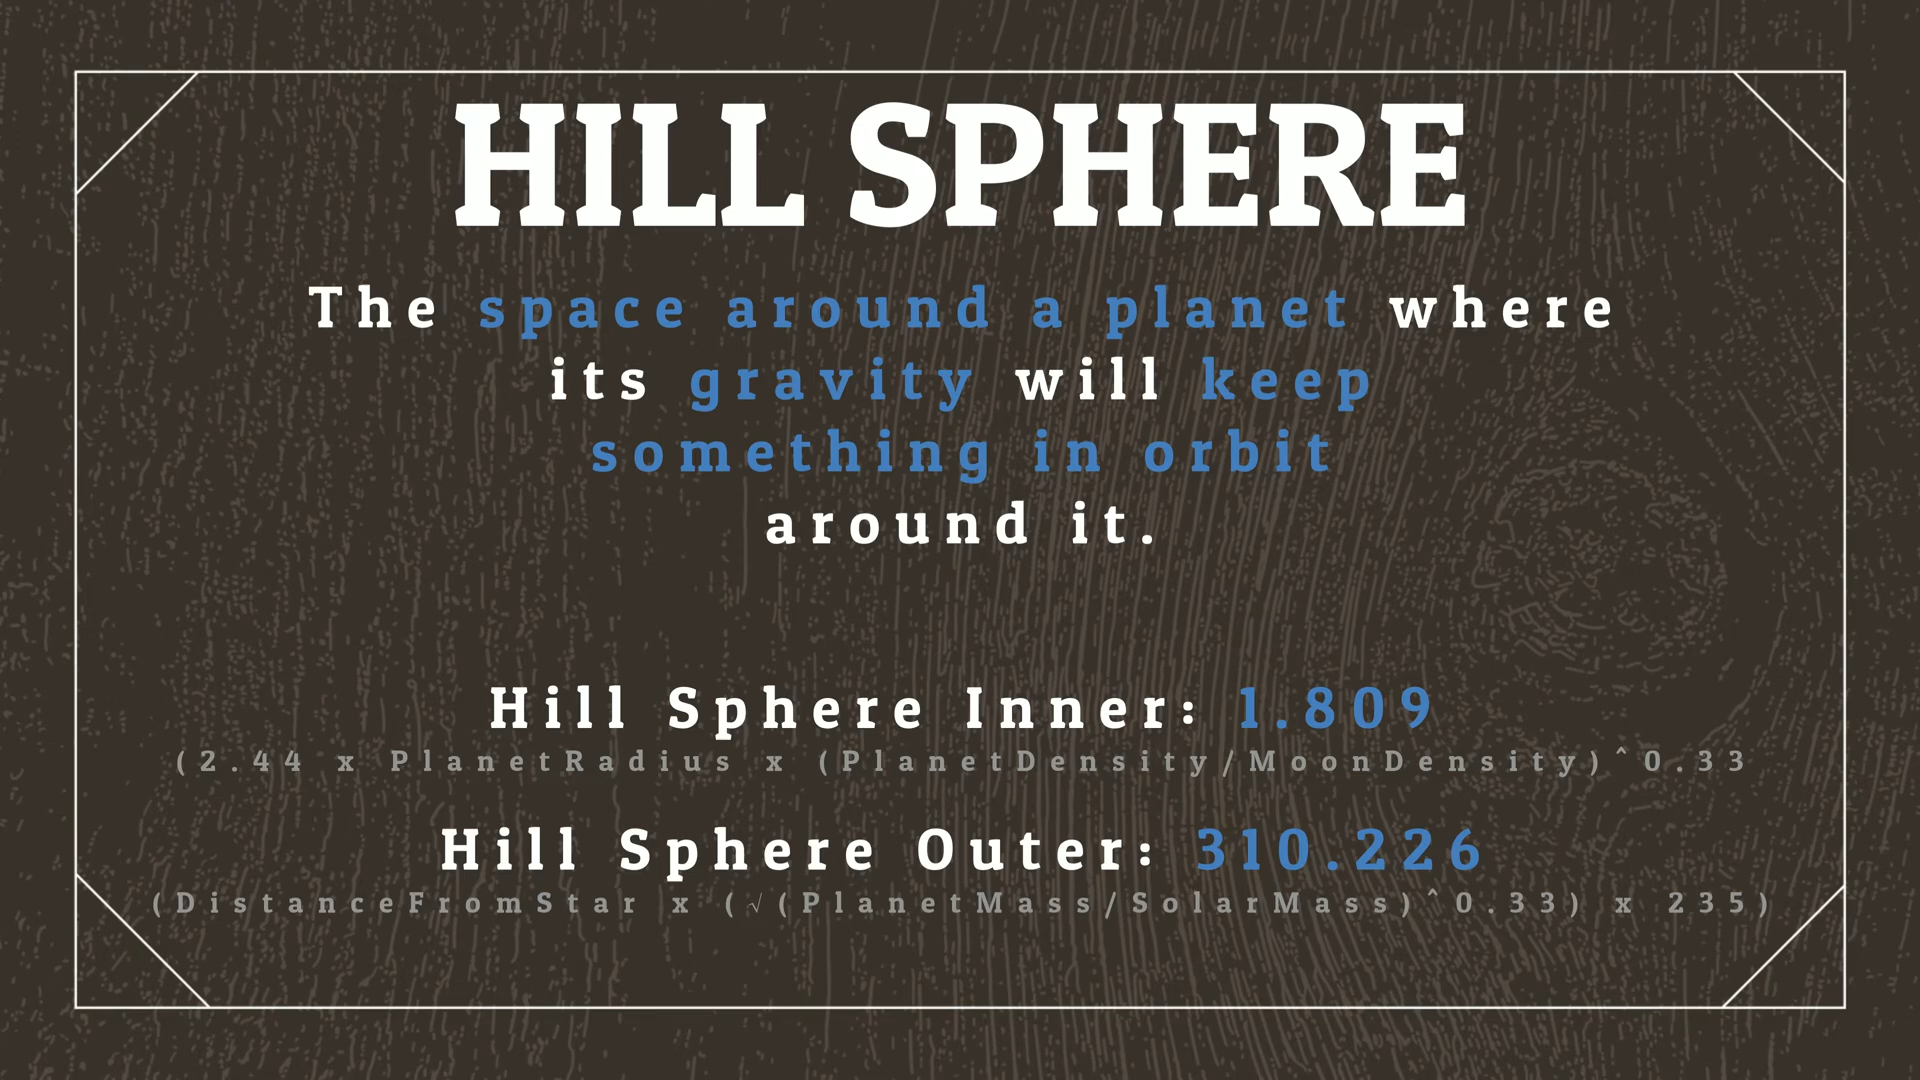 HILL SPHERE
The space around a planet where
its gravity will keep
something in orbit
around it.
Hill Sphere Inner: 1.809
(2.44 x PlanetRadius x (PlanetDensity/MoonDensity)^0.33
Hill Sphere Outer: 310.226
(DistanceFromStar x (√(PlanetMass/SolarMass)^0.33) x 235)